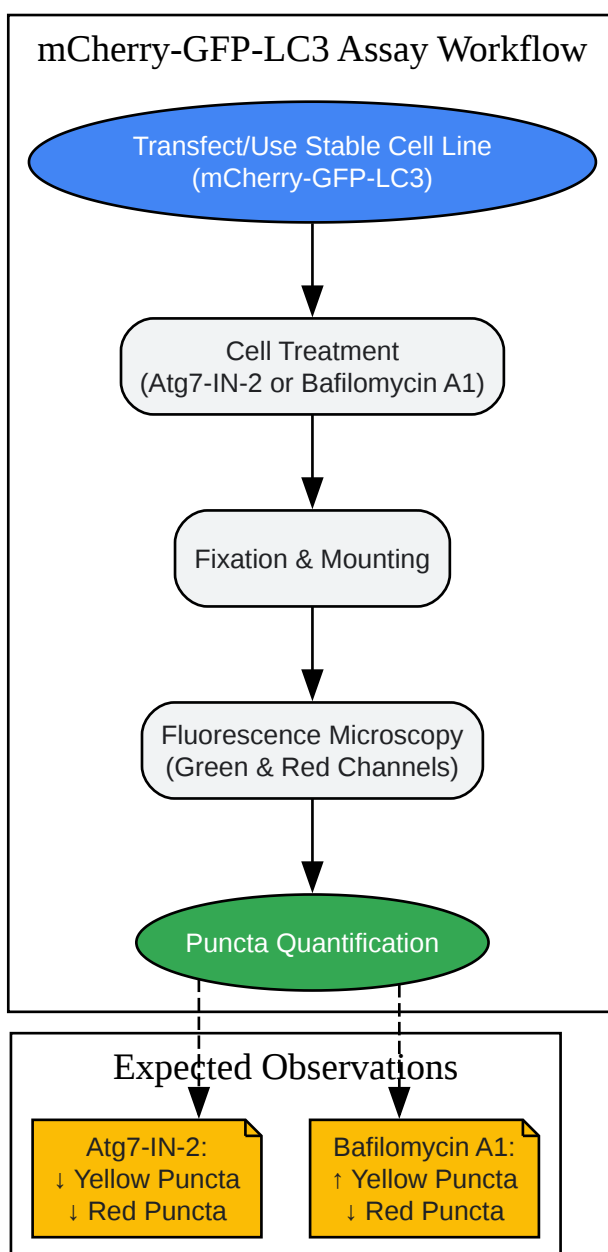 mCherry-GFP-LC3 Assay Workflow
Transfect/Use Stable Cell Line
(mCherry-GFP-LC3)
Cell Treatment
(Atg7-IN-2 or Bafilomycin A1)
Fixation & Mounting
Fluorescence Microscopy
(Green & Red Channels)
Puncta Quantification
Expected Observations
Atg7-IN-2:
↓ Yellow Puncta
↓ Red Puncta
Bafilomycin A1:
↑ Yellow Puncta
↓ Red Puncta